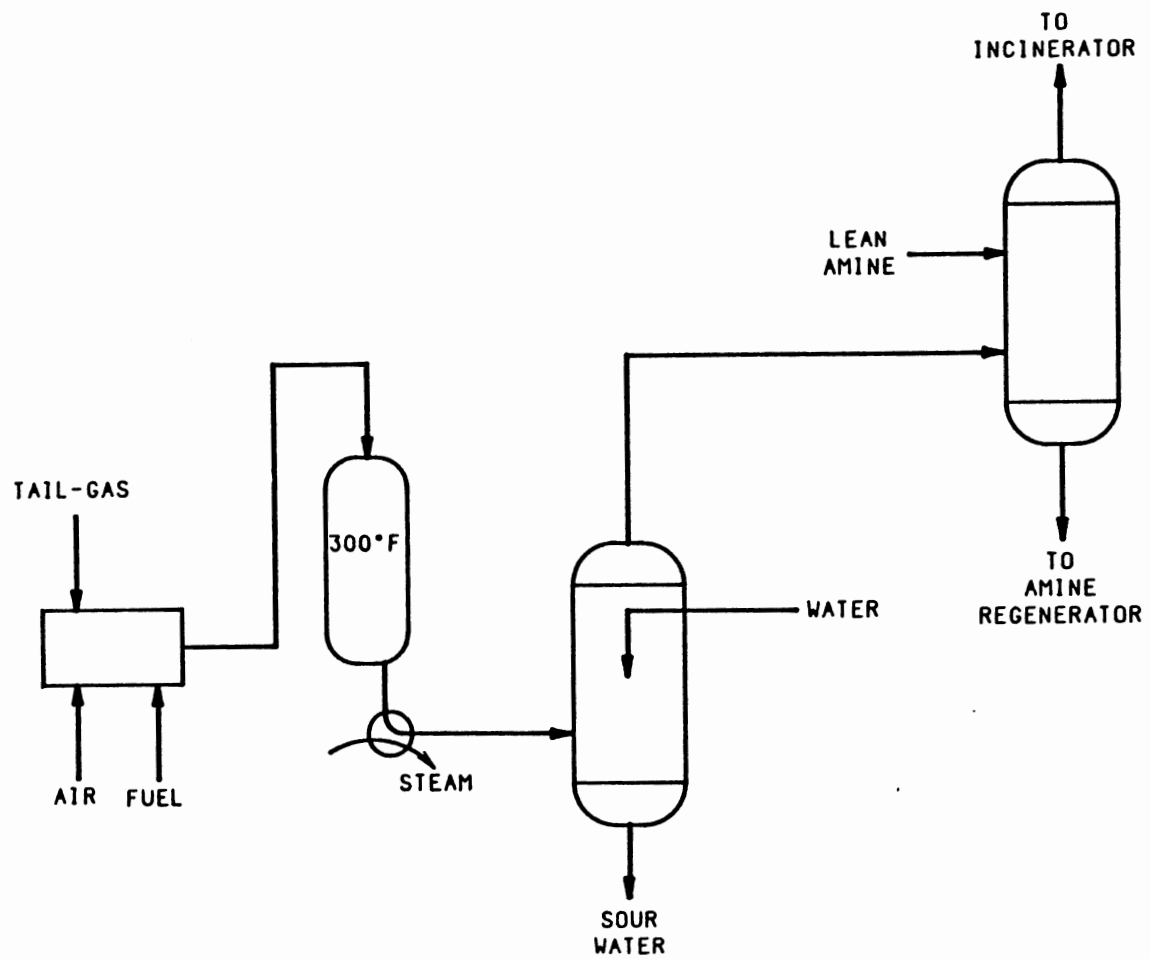 TO
INCINERATOR
LEAN
AMINE
TAIL-GAS
300°F
TO
AMINE
REGENERATOR
WATER
STEAM
AIR
FUEL
SOUR
WATER